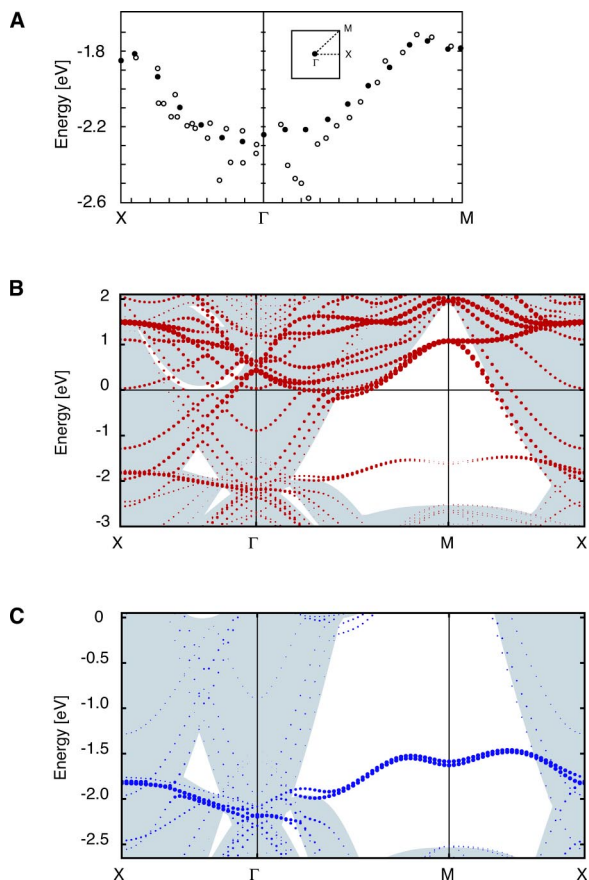 A
Energy [eV]
-1.8
-2.2
-2.6
X
Γ
M
M
X
Γ
B
Energy [eV]
2
1
0
-1
-2
-3
X
Γ
M
X
C
Energy [eV]
0
-0.5
-1.0
-1.5
-2.0
-2.5
X
Γ
M
X